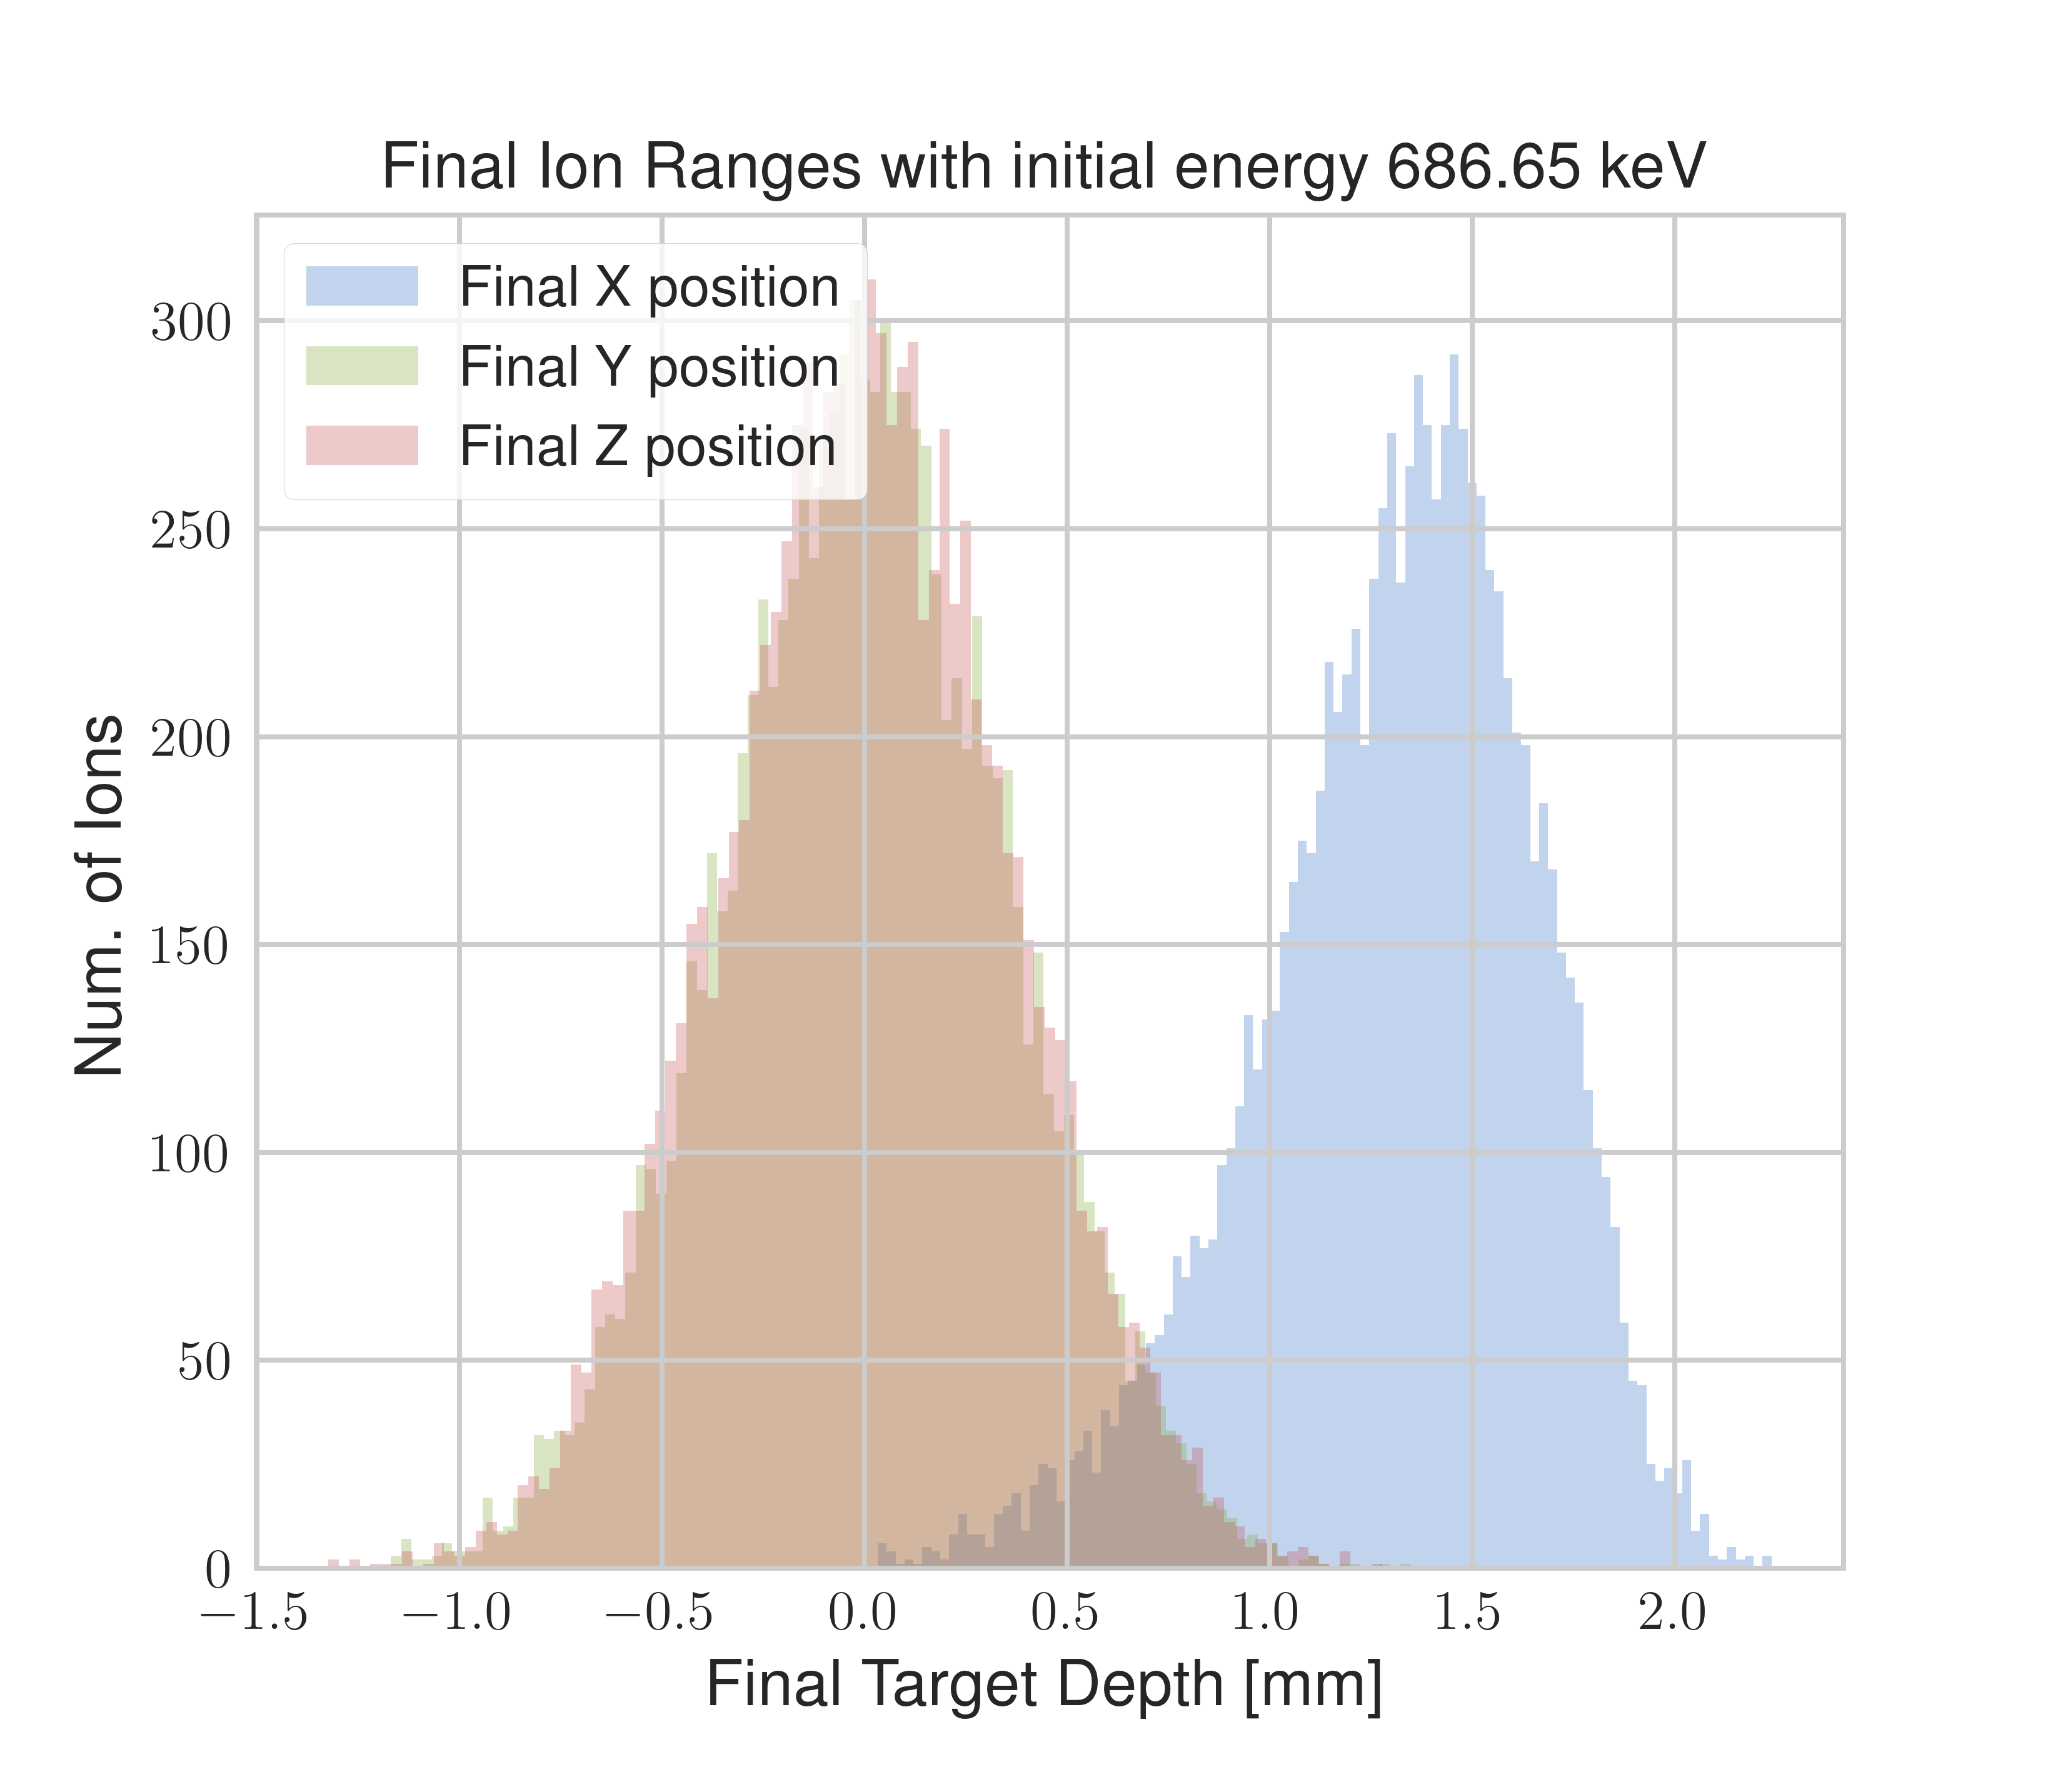 Final Ion Ranges with initial energy 686.65 keV
Final X position
Final Y position
Final Z position
Num. of Ions
300
250
200
150
100
50
0
−1.5 −1.0 −0.5 0.0 0.5 1.0 1.5 2.0
Final Target Depth [mm]